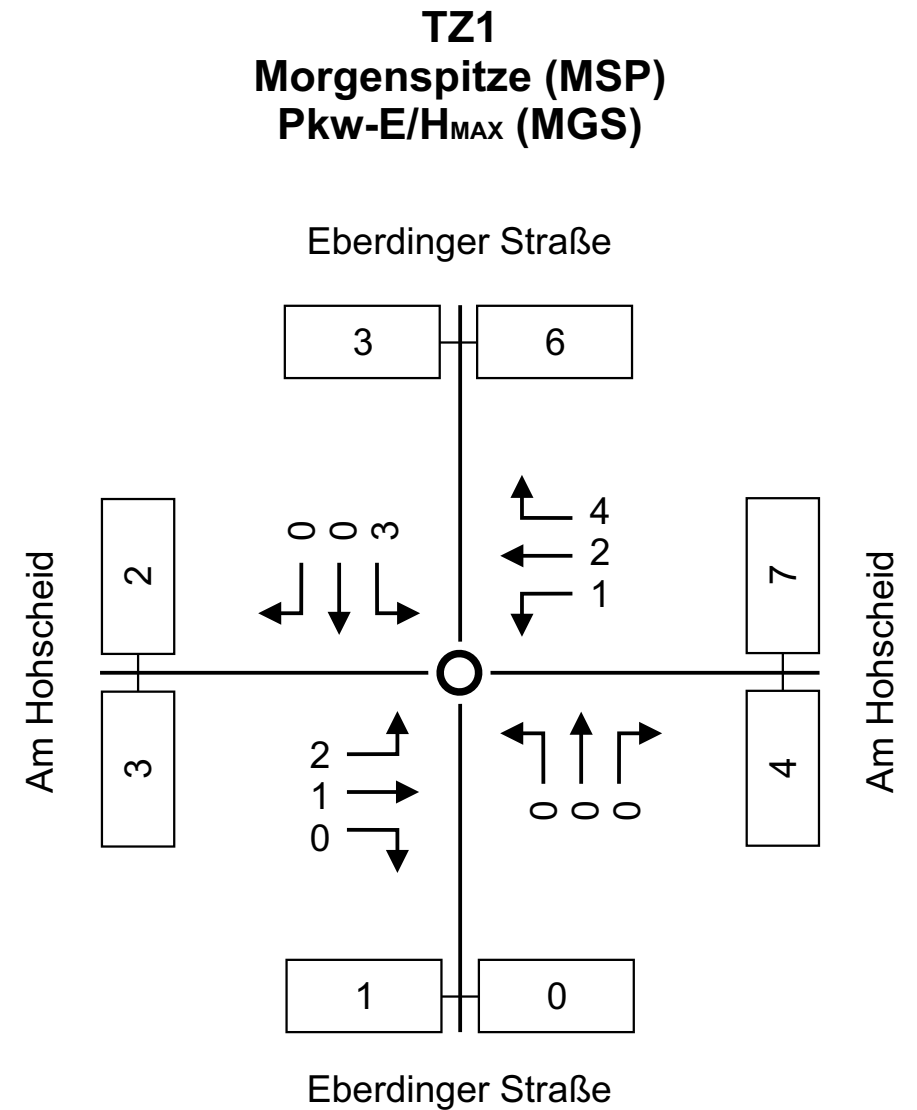 TZ1
Morgenspitze (MSP)
Pkw-E/HMAX (MGS)
Eberdinger Straße
3
6
0 0 3
4
2
1
Am Hohscheid
2
3
7
4
Am Hohscheid
2
1
0
0 0 0
1
0
Eberdinger Straße